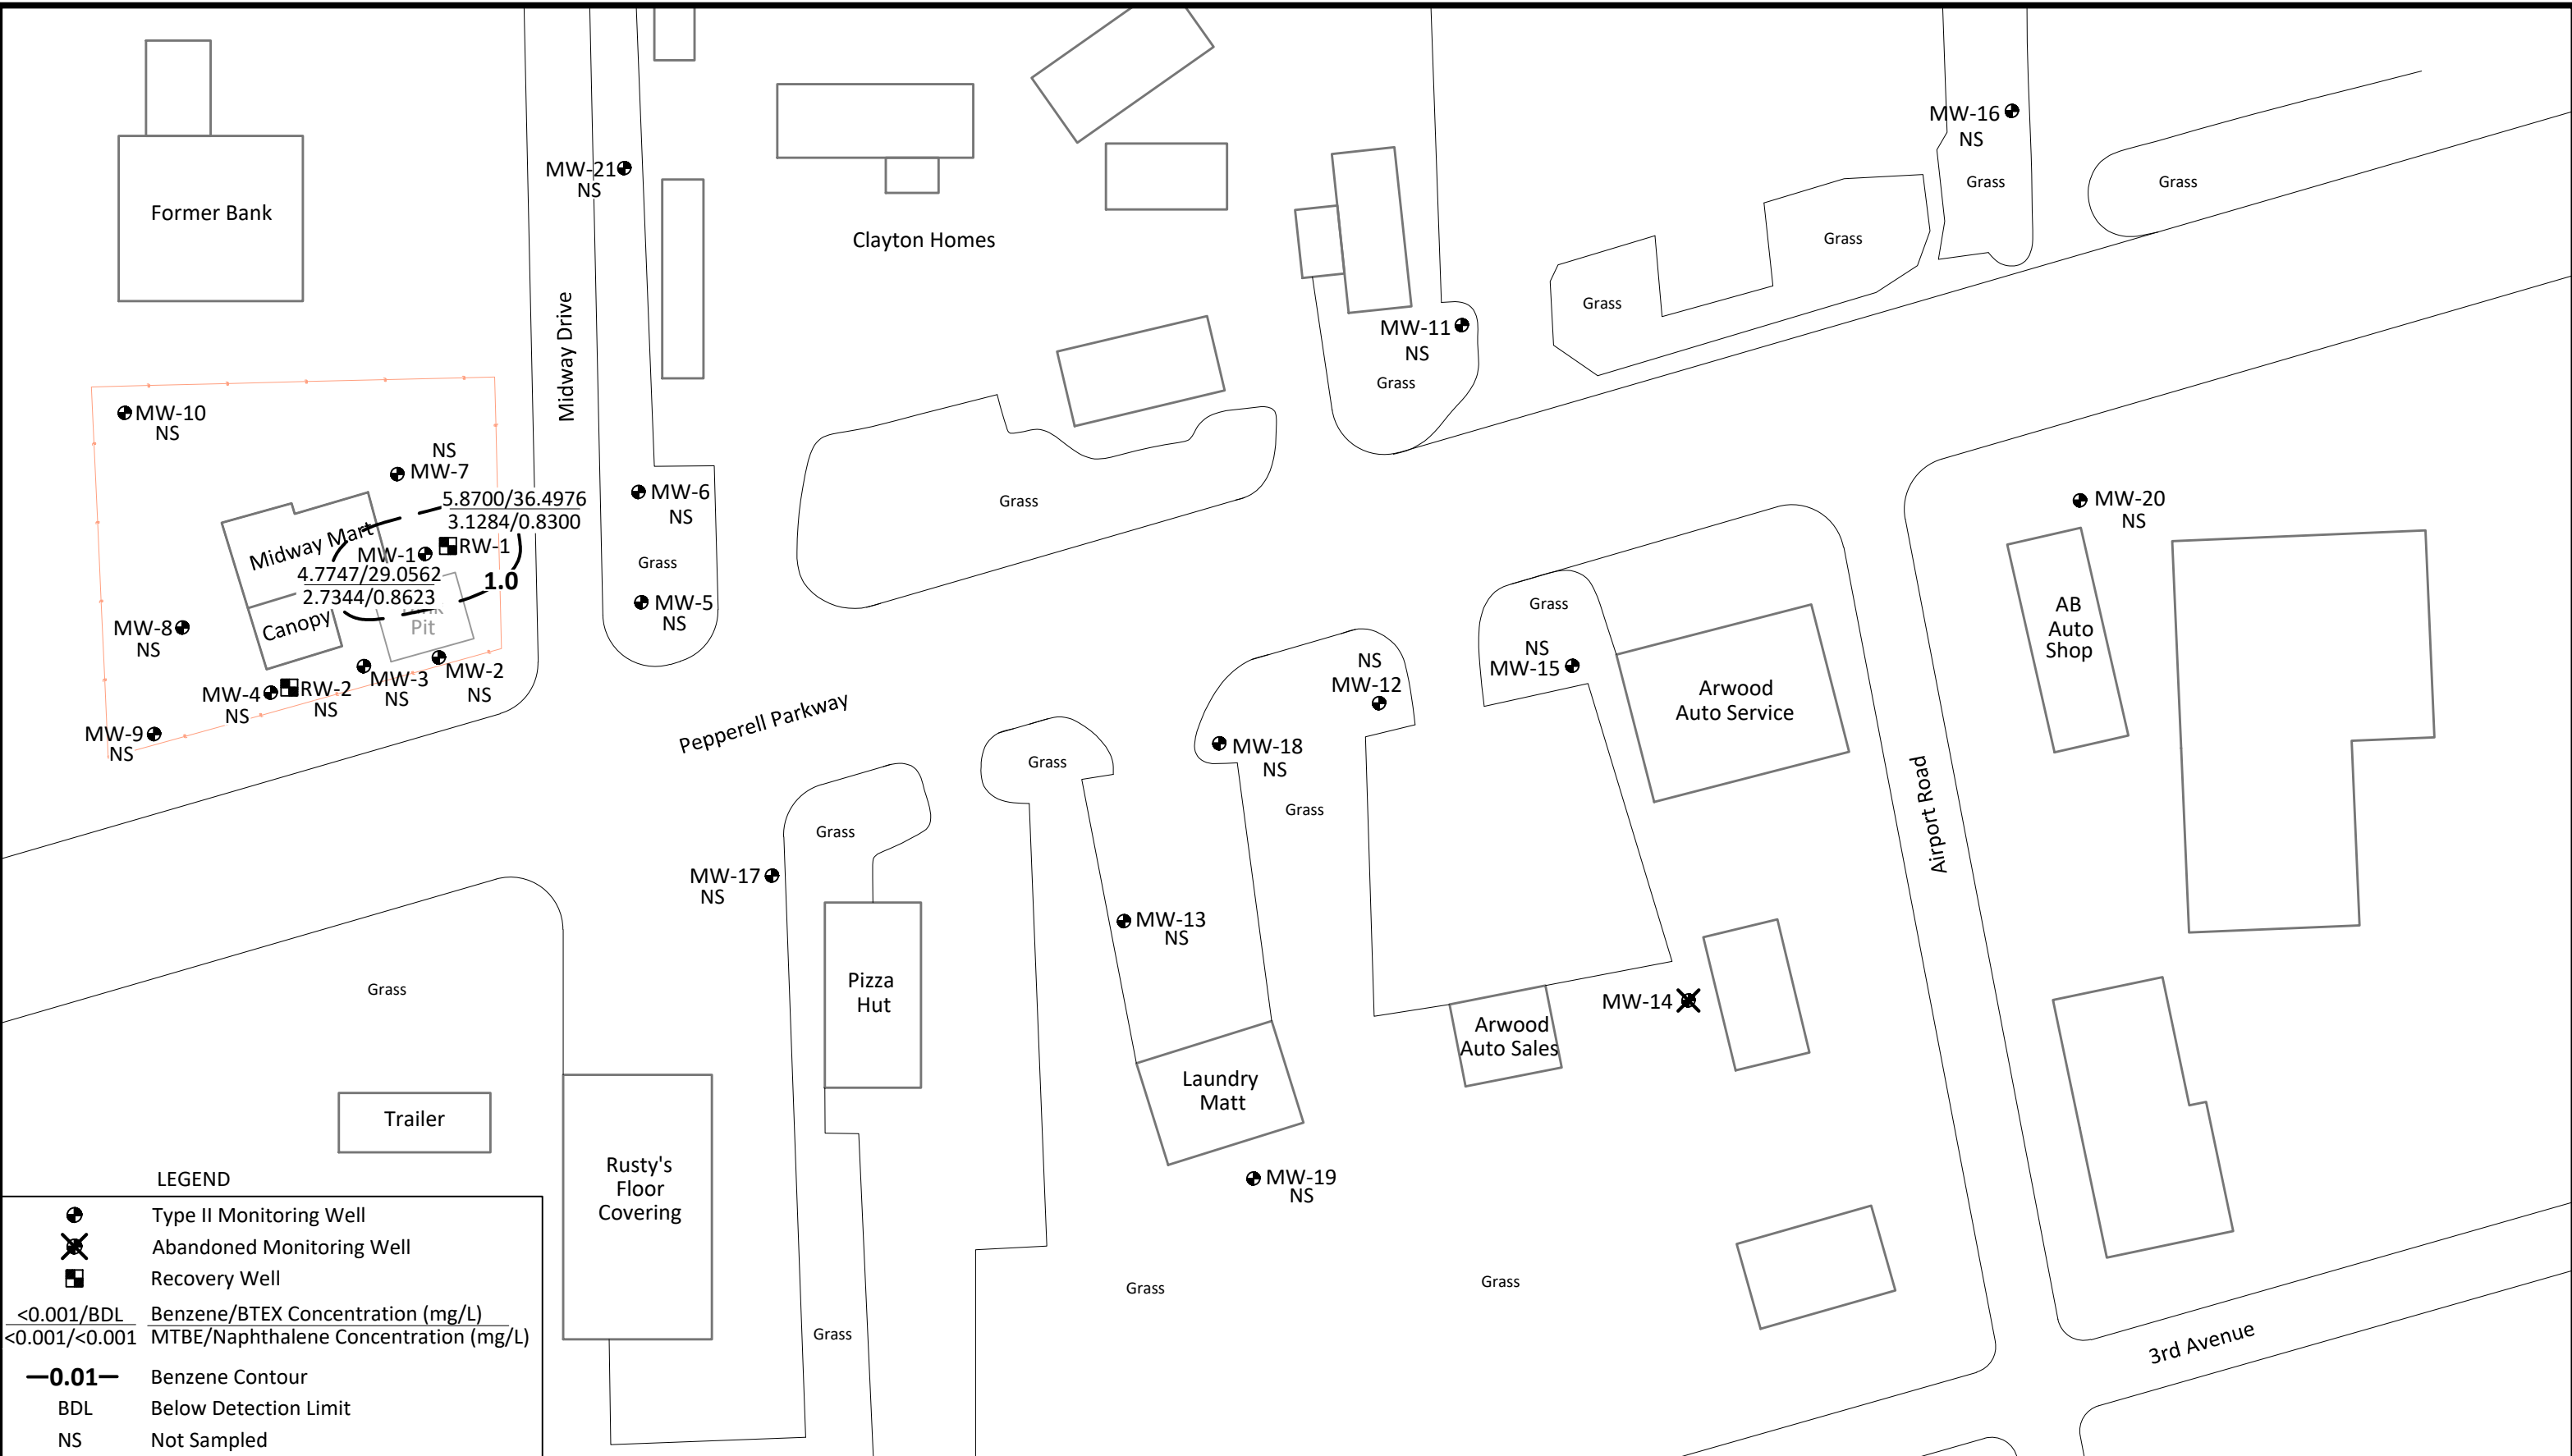 MW-16
NS
Grass
Grass
MW-21
NS
Former Bank
Clayton Homes
Grass
Grass
Midway Drive
MW-11
NS
Grass
MW-10
NS
NS
MW-7
5.8700/36.4976
3.1284/0.8300
MW-6
NS
Grass
MW-20
NS
Midway Mart
MW-1
RW-1
4.7747/29.0562
2.7344/0.8623
1.0
Grass
MW-5
NS
Canopy
Pit
MW-8
NS
MW-2
NS
MW-3
NS
MW-4
NS
RW-2
NS
MW-9
NS
Grass
NS
MW-15
NS
MW-12
Arwood
Auto Service
AB
Auto
Shop
Pepperell Parkway
MW-18
NS
Grass
Grass
Grass
Airport Road
MW-17
NS
MW-13
NS
Grass
Pizza
Hut
MW-14
Arwood
Auto Sales
Laundry
Matt
Trailer
Rusty's
Floor
Covering
MW-19
NS
Grass
Grass
Grass
3rd Avenue
LEGEND
Type II Monitoring Well
Abandoned Monitoring Well
Recovery Well
<0.001/BDL Benzene/BTEX Concentration (mg/L)
<0.001/<0.001 MTBE/Naphthalene Concentration (mg/L)
0.01 Benzene Contour
BDL Below Detection Limit
NS Not Sampled